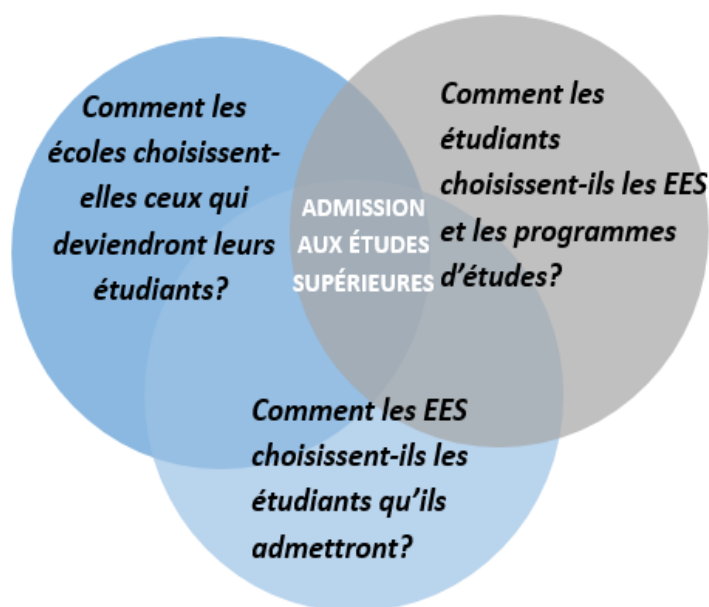 Comment les
écoles choisissent-
elles ceux qui
deviendront leurs
étudiants?
ADMISSION
AUX ÉTUDES
SUPÉRIEURES
Comment les
étudiants
choisissent-ils les EES
et les programmes
d'études?
Comment les EES
choisissent-ils les
étudiants qu'ils
admettront?